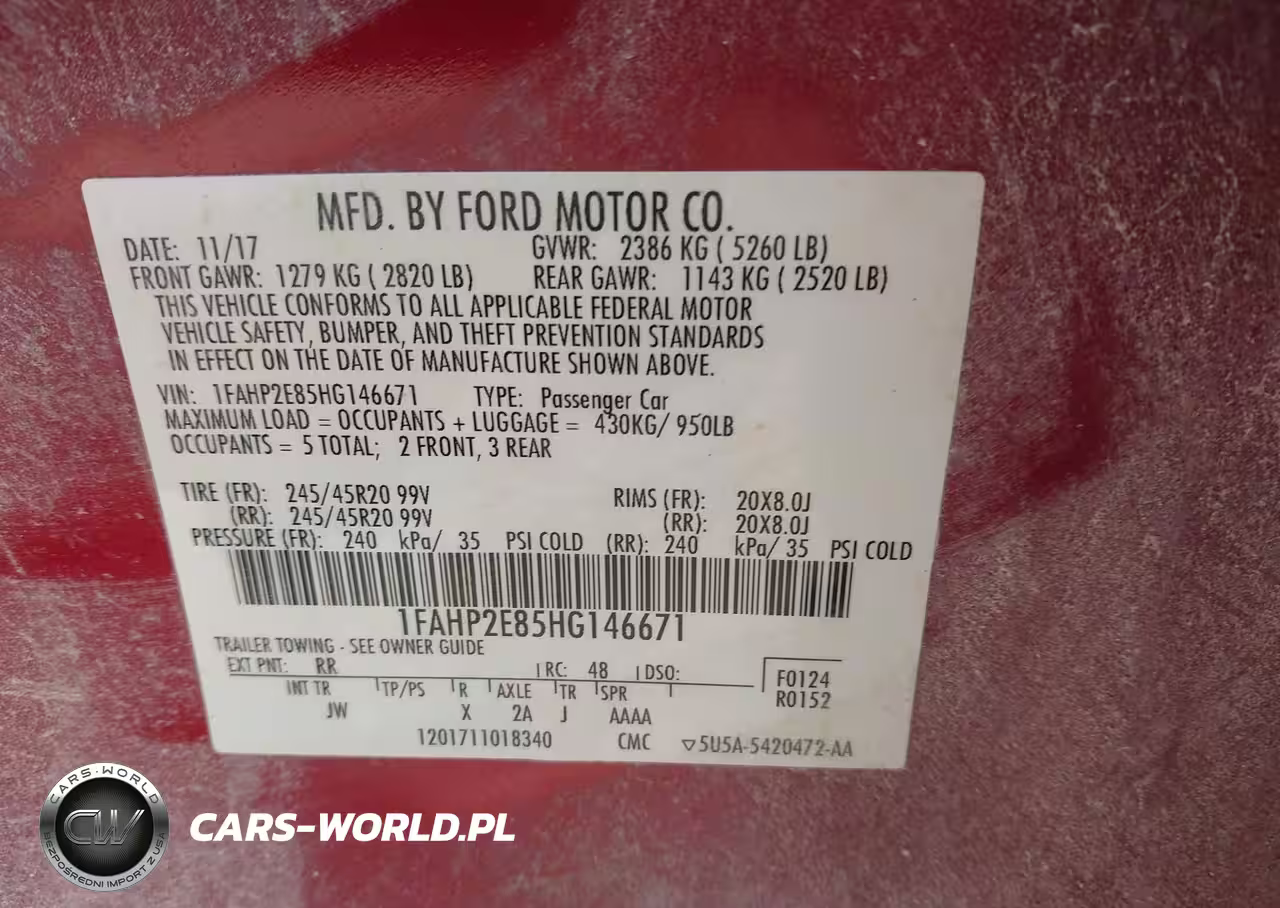 MFD. BY FORD MOTOR CO.
DATE: 11/17 GVWR: 2386 KG ( 5260 LB)
FRONT GAWR: 1279 KG ( 2820 LB) REAR GAWR: 1143 KG ( 2520 LB)
THIS VEHICLE CONFORMS TO ALL APPLICABLE FEDERAL MOTOR
VEHICLE SAFETY, BUMPER, AND THEFT PREVENTION STANDARDS
IN EFFECT ON THE DATE OF MANUFACTURE SHOWN ABOVE.
VIN: 1FAHP2E85HG146671 TYPE: Passenger Car
MAXIMUM LOAD = OCCUPANTS + LUGGAGE = 430KG/ 950LB
OCCUPANTS = 5 TOTAL; 2 FRONT, 3 REAR
TIRE (FR): 245/45R20 99V RIMS (FR): 20X8.0J
(RR): 245/45R20 99V (RR): 20X8.0J
PRESSURE (FR): 240 kPa/ 35 PSI COLD (RR): 240 kPa/ 35 PSI COLD
1FAHP2E85HG146671
TRAILER TOWING - SEE OWNER GUIDE
EXT PNT: RR RC: 48 DSO: F0124
INT TR TP/PS R AXLE TR SPR R0152
JW X 2A J AAAA
1201711018340 CMC ▽5U5A-5420472-AA
CARS-WORLD
CW
BEZPOŚREDNI IMPORT Z USA
CARS-WORLD.PL